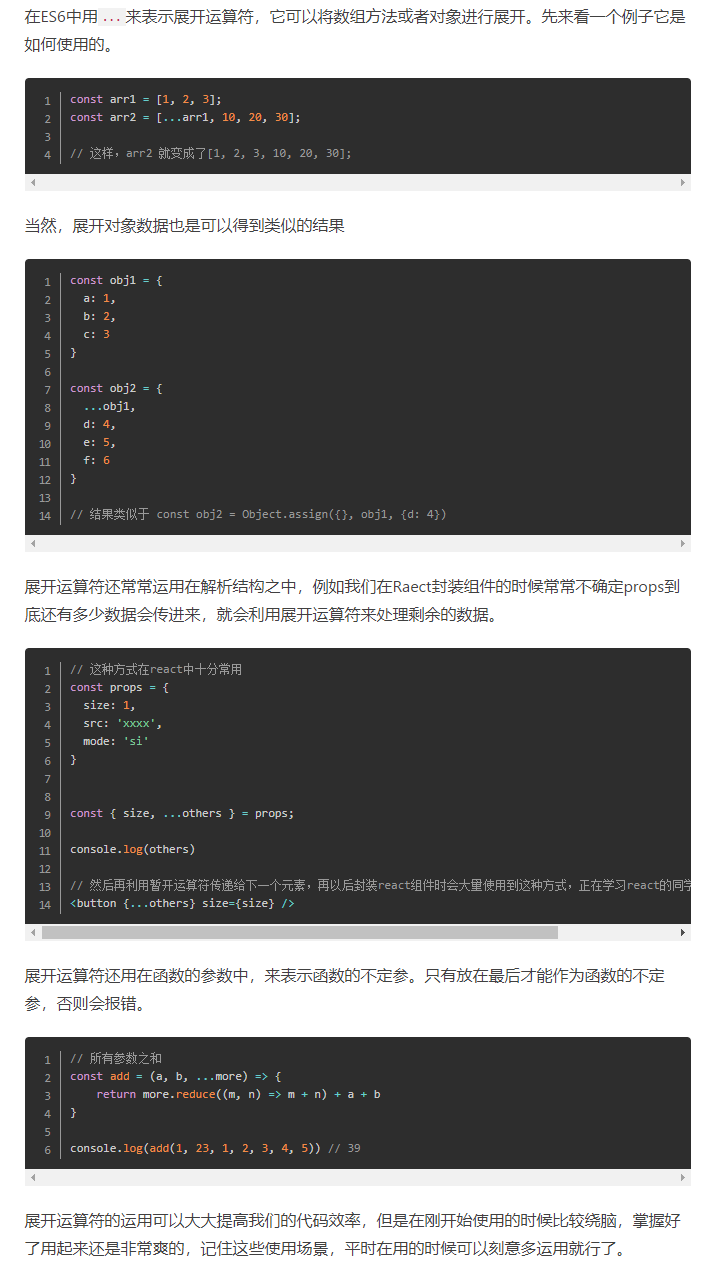 在ES6中用 ... 来表示展开运算符，它可以将数组方法或者对象进行展开。先来看一个例子它是
如何使用的。
1 const arr1 = [1, 2, 3];
2 const arr2 = [...arr1, 10, 20, 30];
3
4 // 这样，arr2 就变成了[1, 2, 3, 10, 20, 30];
当然，展开对象数据也是可以得到类似的结果
1 const obj1 = {
2   a: 1,
3   b: 2,
4   c: 3
5 }
6
7 const obj2 = {
8   ...obj1,
9   d: 4,
10   e: 5,
11   f: 6
12 }
13
14 // 结果类似于 const obj2 = Object.assign({}, obj1, {d: 4})
展开运算符还常常运用在解析结构之中，例如我们在Raect封装组件的时候常常不确定props到
底还有多少数据会传进来，就会利用展开运算符来处理剩余的数据。
1 // 这种方式在react中十分常用
2 const props = {
3   size: 1,
4   src: 'xxxx',
5   mode: 'si'
6 }
7
8
9 const { size, ...others } = props;
10
11 console.log(others)
12
13 // 然后再利用暂开运算符传递给下一个元素，再以后封装react组件时会大量使用到这种方式，正在学习react的同学
14 <button {...others} size={size} />
展开运算符还用在函数的参数中，来表示函数的不定参。只有放在最后才能作为函数的不定
参，否则会报错。
1 // 所有参数之和
2 const add = (a, b, ...more) => {
3     return more.reduce((m, n) => m + n) + a + b
4 }
5
6 console.log(add(1, 23, 1, 2, 3, 4, 5)) // 39
展开运算符的运用可以大大提高我们的代码效率，但是在刚开始使用的时候比较绕脑，掌握好
了用起来还是非常爽的，记住这些使用场景，平时在用的时候可以刻意多运用就行了。